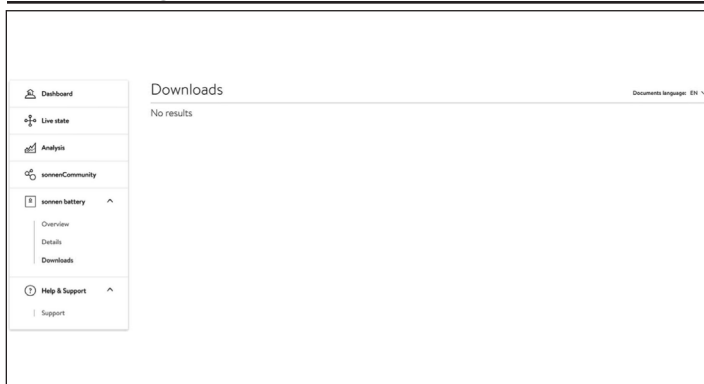 Dashboard
Live state
Analysis
sonnenCommunity
sonnen battery
Overview
Details
Downloads
Help & Support
Support
Downloads
Documents language: EN
No results